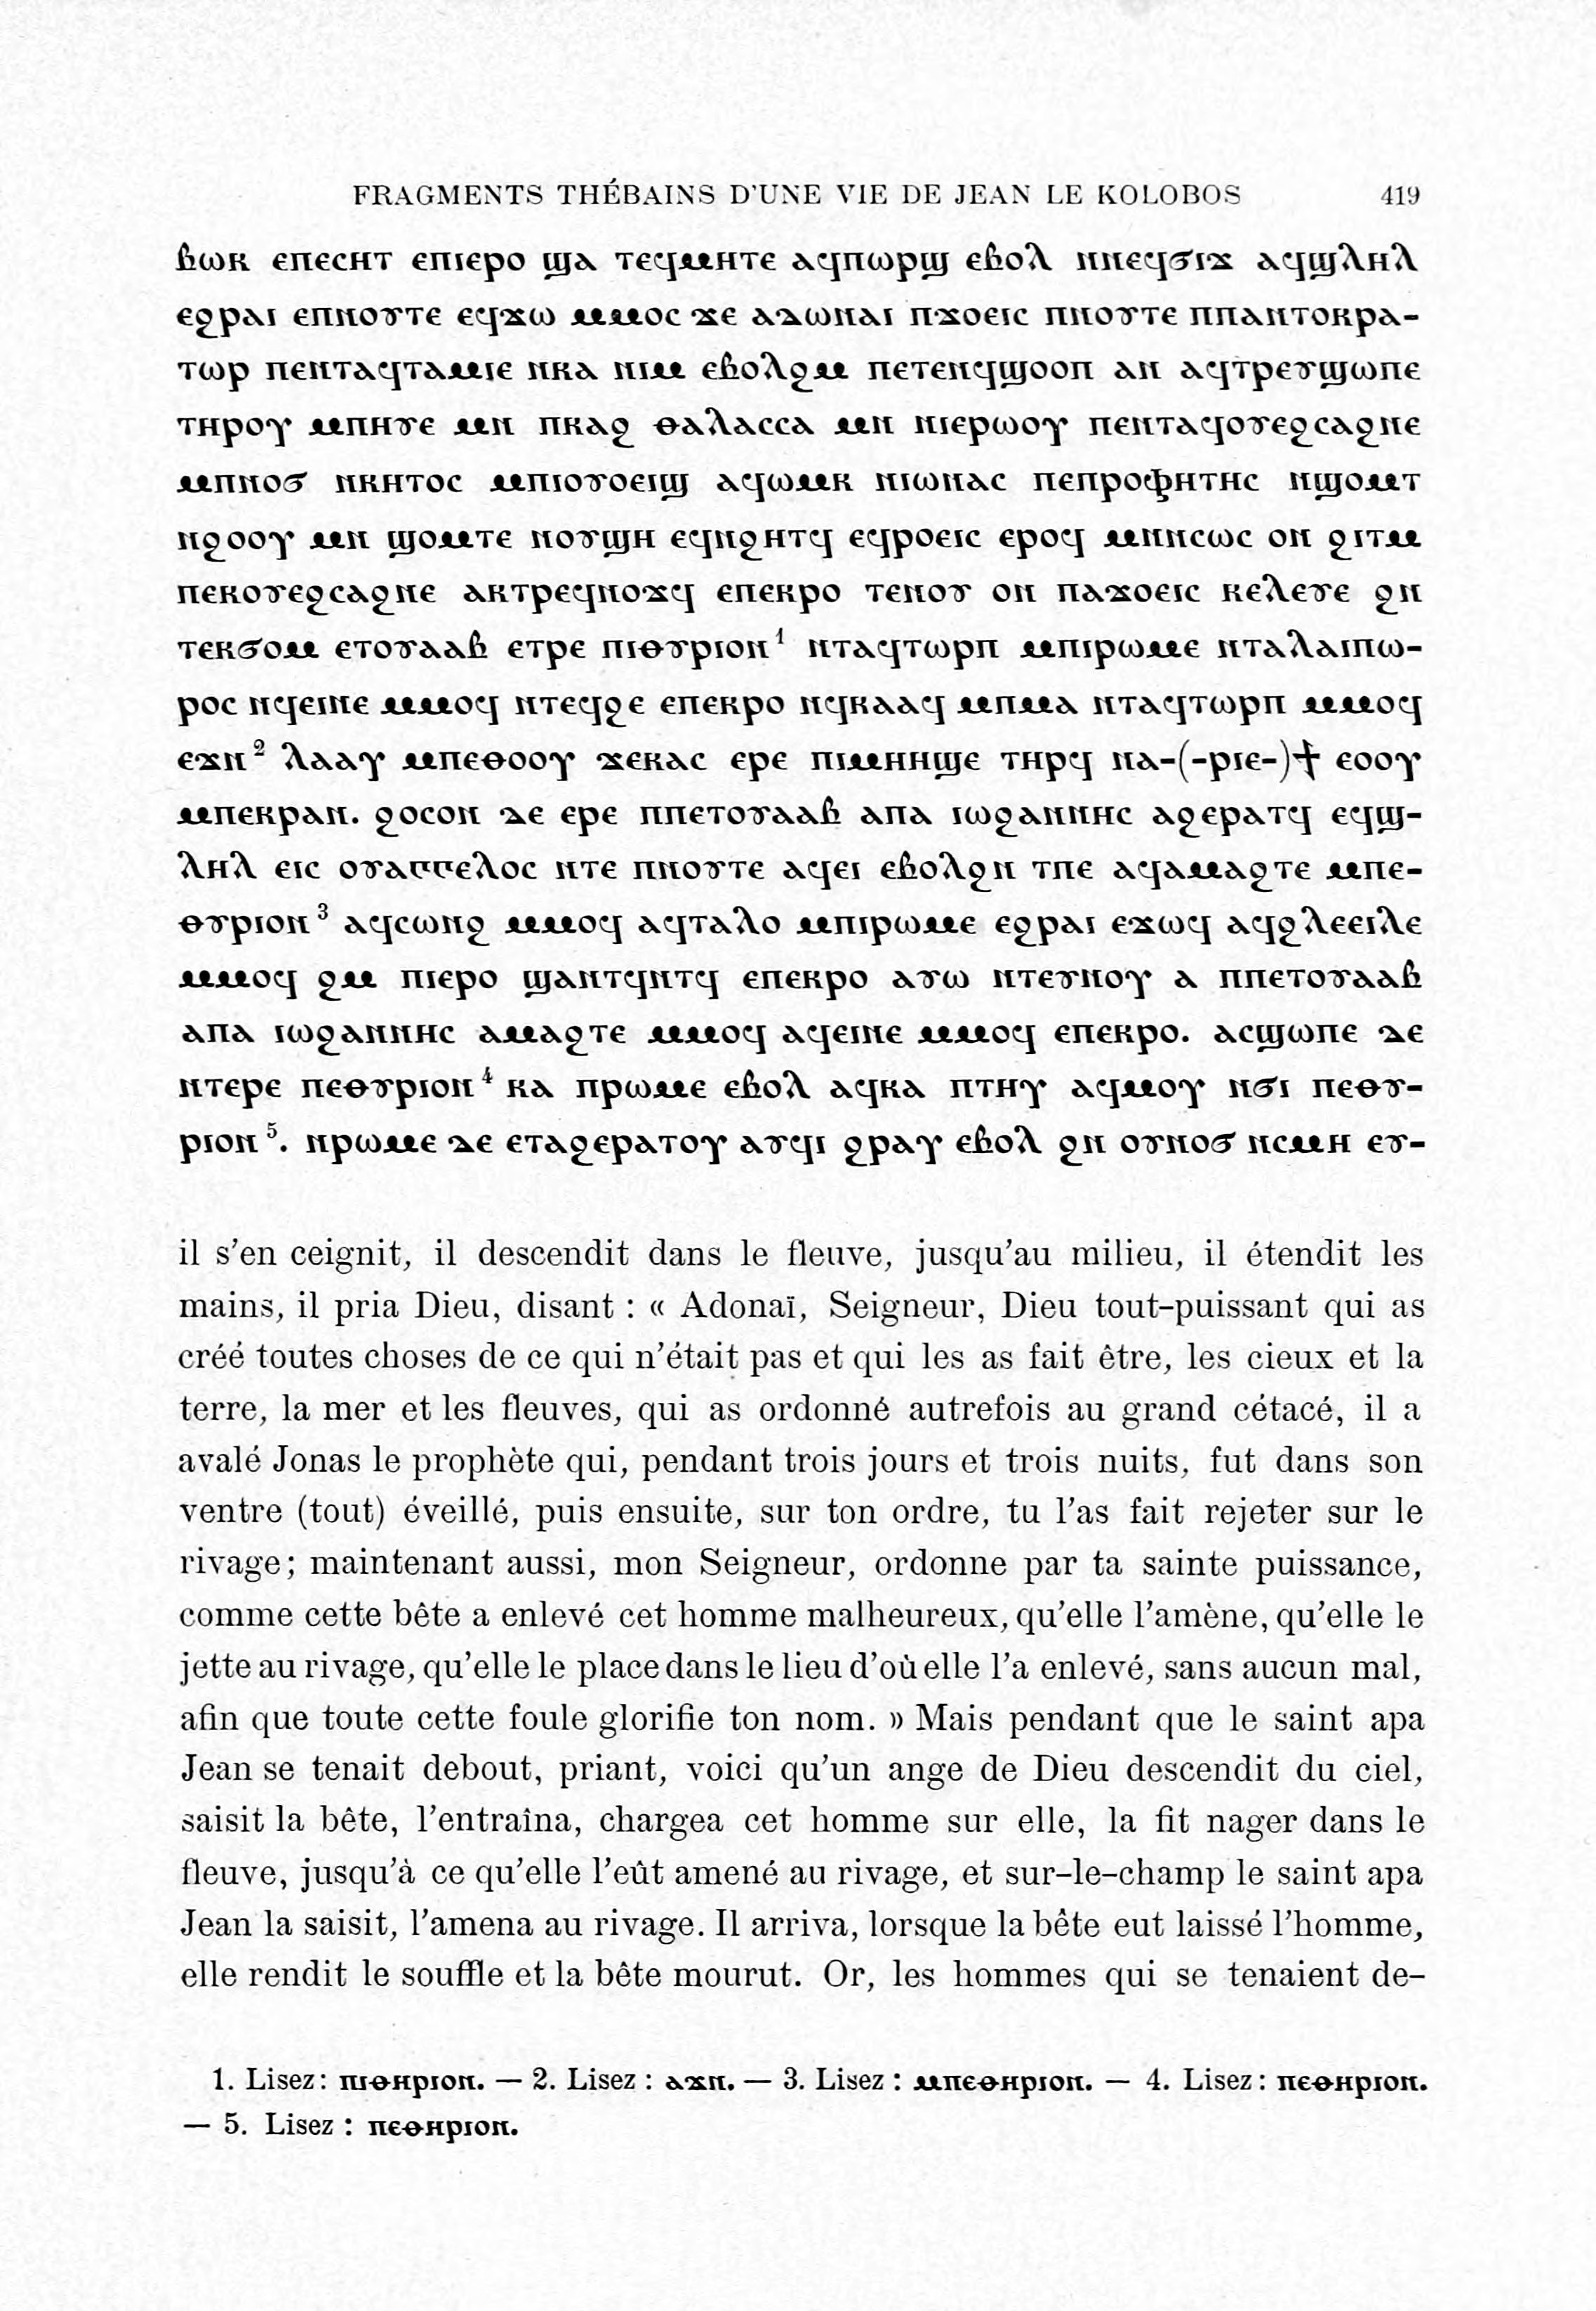 FRAGMENTS THÉBAINS D'UNE VIE DE JEAN LE KOLOBOS 419
ⲃⲱⲕ ⲉⲡⲉⲥⲏⲧ ⲉⲡⲓⲉⲣⲟ ϣⲁ ⲧⲉϥⲙⲏⲧⲉ ⲁϥⲡⲱⲣϣ ⲉⲃⲟⲗ ⲛⲛⲉϥϭⲓϫ ⲁϥϣⲗⲏⲗ
ⲉϩⲣⲁⲓ ⲉⲡⲛⲟⲩⲧⲉ ⲉϥϫⲱ ⲙⲙⲟⲥ ϫⲉ ⲁⲇⲱⲛⲁⲓ ⲡϫⲟⲉⲓⲥ ⲡⲛⲟⲩⲧⲉ ⲡⲡⲁⲛⲧⲟⲕⲣⲁ-
ⲧⲱⲣ ⲡⲉⲛⲧⲁϥⲧⲁⲙⲓⲉ ⲛⲕⲁ ⲛⲓⲙ ⲉⲃⲟⲗϩⲙ ⲡⲉⲧⲉⲛϥϣⲟⲟⲡ ⲁⲛ ⲁϥⲧⲣⲉⲩϣⲱⲡⲉ
ⲧⲏⲣⲟⲩ ⲙⲡⲏⲩⲉ ⲙⲛ ⲡⲕⲁϩ ⲑⲁⲗⲁⲥⲥⲁ ⲙⲛ ⲛⲓⲉⲣⲱⲟⲩ ⲡⲉⲛⲧⲁϥⲟⲩⲉϩⲥⲁϩⲛⲉ
ⲙⲡⲛⲟϭ ⲛⲕⲏⲧⲟⲥ ⲙⲡⲓⲟⲩⲟⲉⲓϣ ⲁϥⲱⲙⲕ ⲛⲓⲱⲛⲁⲥ ⲡⲉⲡⲣⲟⲫⲏⲧⲏⲥ ⲛϣⲟⲙⲧ
ⲛϩⲟⲟⲩ ⲙⲛ ϣⲟⲙⲧⲉ ⲛⲟⲩϣⲏ ⲉϥⲛϩⲏⲧϥ ⲉϥⲣⲟⲉⲓⲥ ⲉⲣⲟϥ ⲙⲛⲛⲥⲱⲥ ⲟⲛ ϩⲓⲧⲙ
ⲡⲉⲕⲟⲩⲉϩⲥⲁϩⲛⲉ ⲁⲕⲧⲣⲉϥⲛⲟϫϥ ⲉⲡⲉⲕⲣⲟ ⲧⲉⲛⲟⲩ ⲟⲛ ⲡⲁϫⲟⲉⲓⲥ ⲕⲉⲗⲉⲩⲉ ϩⲛ
ⲧⲉⲕϭⲟⲙ ⲉⲧⲟⲩⲁⲁⲃ ⲉⲧⲣⲉ ⲡⲓⲑⲩⲣⲓⲟⲛ¹ ⲛⲧⲁϥⲧⲱⲣⲡ ⲙⲡⲓⲣⲱⲙⲉ ⲛⲧⲁⲗⲁⲓⲡⲱ-
ⲣⲟⲥ ⲛϥⲉⲓⲛⲉ ⲙⲙⲟϥ ⲛⲧⲉϥϩⲉ ⲉⲡⲉⲕⲣⲟ ⲛϥⲕⲁⲁϥ ⲙⲡⲙⲁ ⲛⲧⲁϥⲧⲱⲣⲡ ⲙⲙⲟϥ
ⲉϫⲛ² ⲗⲁⲁⲩ ⲙⲡⲉⲑⲟⲟⲩ ϫⲉⲕⲁⲥ ⲉⲣⲉ ⲡⲓⲙⲏⲏϣⲉ ⲧⲏⲣϥ ⲛⲁ-(-ⲣⲓⲉ-)ϯ ⲉⲟⲟⲩ
ⲙⲡⲉⲕⲣⲁⲛ. ϩⲟⲥⲟⲛ ⲇⲉ ⲉⲣⲉ ⲡⲡⲉⲧⲟⲩⲁⲁⲃ ⲁⲡⲁ ⲓⲱϩⲁⲛⲛⲏⲥ ⲁϩⲉⲣⲁⲧϥ ⲉϥϣ-
ⲗⲏⲗ ⲉⲓⲥ ⲟⲩⲁⲅⲅⲉⲗⲟⲥ ⲛⲧⲉ ⲡⲛⲟⲩⲧⲉ ⲁϥⲉⲓ ⲉⲃⲟⲗϩⲛ ⲧⲡⲉ ⲁϥⲁⲙⲁϩⲧⲉ ⲙⲡⲉ-
ⲑⲩⲣⲓⲟⲛ³ ⲁϥⲥⲱⲛϩ ⲙⲙⲟϥ ⲁϥⲧⲁⲗⲟ ⲙⲡⲓⲣⲱⲙⲉ ⲉϩⲣⲁⲓ ⲉϫⲱϥ ⲁϥϩⲗⲉⲉⲓⲗⲉ
ⲙⲙⲟϥ ϩⲙ ⲡⲓⲉⲣⲟ ϣⲁⲛⲧϥⲛⲧϥ ⲉⲡⲉⲕⲣⲟ ⲁⲩⲱ ⲛⲧⲉⲩⲛⲟⲩ ⲁ ⲡⲡⲉⲧⲟⲩⲁⲁⲃ
ⲁⲡⲁ ⲓⲱϩⲁⲛⲛⲏⲥ ⲁⲙⲁϩⲧⲉ ⲙⲙⲟϥ ⲁϥⲉⲓⲛⲉ ⲙⲙⲟϥ ⲉⲡⲉⲕⲣⲟ. ⲁⲥϣⲱⲡⲉ ⲇⲉ
ⲛⲧⲉⲣⲉ ⲡⲉⲑⲩⲣⲓⲟⲛ⁴ ⲕⲁ ⲡⲣⲱⲙⲉ ⲉⲃⲟⲗ ⲁϥⲕⲁ ⲡⲧⲏⲩ ⲁϥⲙⲟⲩ ⲛϭⲓ ⲡⲉⲑⲩ-
ⲣⲓⲟⲛ⁵. ⲛⲣⲱⲙⲉ ⲇⲉ ⲉⲧⲁϩⲉⲣⲁⲧⲟⲩ ⲁⲩϥⲓ ϩⲣⲁⲩ ⲉⲃⲟⲗ ϩⲛ ⲟⲩⲛⲟϭ ⲛⲥⲙⲏ ⲉⲩ-
il s'en ceignit, il descendit dans le fleuve, jusqu'au milieu, il étendit les
mains, il pria Dieu, disant : « Adonaï, Seigneur, Dieu tout-puissant qui as
créé toutes choses de ce qui n'était pas et qui les as fait être, les cieux et la
terre, la mer et les fleuves, qui as ordonné autrefois au grand cétacé, il a
avalé Jonas le prophète qui, pendant trois jours et trois nuits, fut dans son
ventre (tout) éveillé, puis ensuite, sur ton ordre, tu l'as fait rejeter sur le
rivage; maintenant aussi, mon Seigneur, ordonne par ta sainte puissance,
comme cette bête a enlevé cet homme malheureux, qu'elle l'amène, qu'elle le
jette au rivage, qu'elle le place dans le lieu d'où elle l'a enlevé, sans aucun mal,
afin que toute cette foule glorifie ton nom. » Mais pendant que le saint apa
Jean se tenait debout, priant, voici qu'un ange de Dieu descendit du ciel,
saisit la bête, l'entraîna, chargea cet homme sur elle, la fit nager dans le
fleuve, jusqu'à ce qu'elle l'eût amené au rivage, et sur-le-champ le saint apa
Jean la saisit, l'amena au rivage. Il arriva, lorsque la bête eut laissé l'homme,
elle rendit le souffle et la bête mourut. Or, les hommes qui se tenaient de-
1. Lisez : ⲡⲓⲑⲏⲣⲓⲟⲛ. — 2. Lisez : ⲁϫⲛ. — 3. Lisez : ⲙⲡⲉⲑⲏⲣⲓⲟⲛ. — 4. Lisez : ⲡⲉⲑⲏⲣⲓⲟⲛ.
— 5. Lisez : ⲡⲉⲑⲏⲣⲓⲟⲛ.